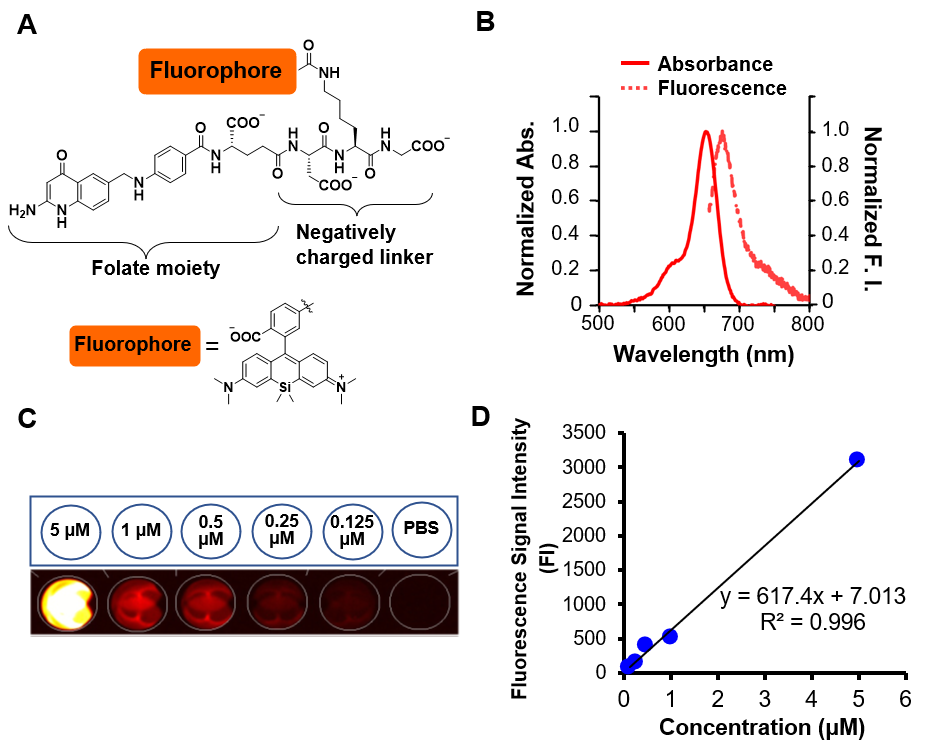 A
Fluorophore
O
NH
O
COO⁻
H
N
O
H
N
COO⁻
O
N
H
O
N
H
O
COO⁻
O
N
H
H₂N
N
H
Folate moiety
Negatively
charged linker
Fluorophore
=
⁻OOC
N
Si
N⁺
B
Absorbance
Fluorescence
Normalized Abs.
1.0
0.8
0.6
0.4
0.2
0
1.0
0.8
0.6
0.4
0.2
0
Normalized F. I.
500
600
700
800
Wavelength (nm)
C
5 µM
1 µM
0.5
µM
0.25
µM
0.125
µM
PBS
D
Fluorescence Signal Intensity
(FI)
3500
3000
2500
2000
1500
1000
500
0
y = 617.4x + 7.013
R² = 0.996
0
1
2
3
4
5
6
Concentration (µM)